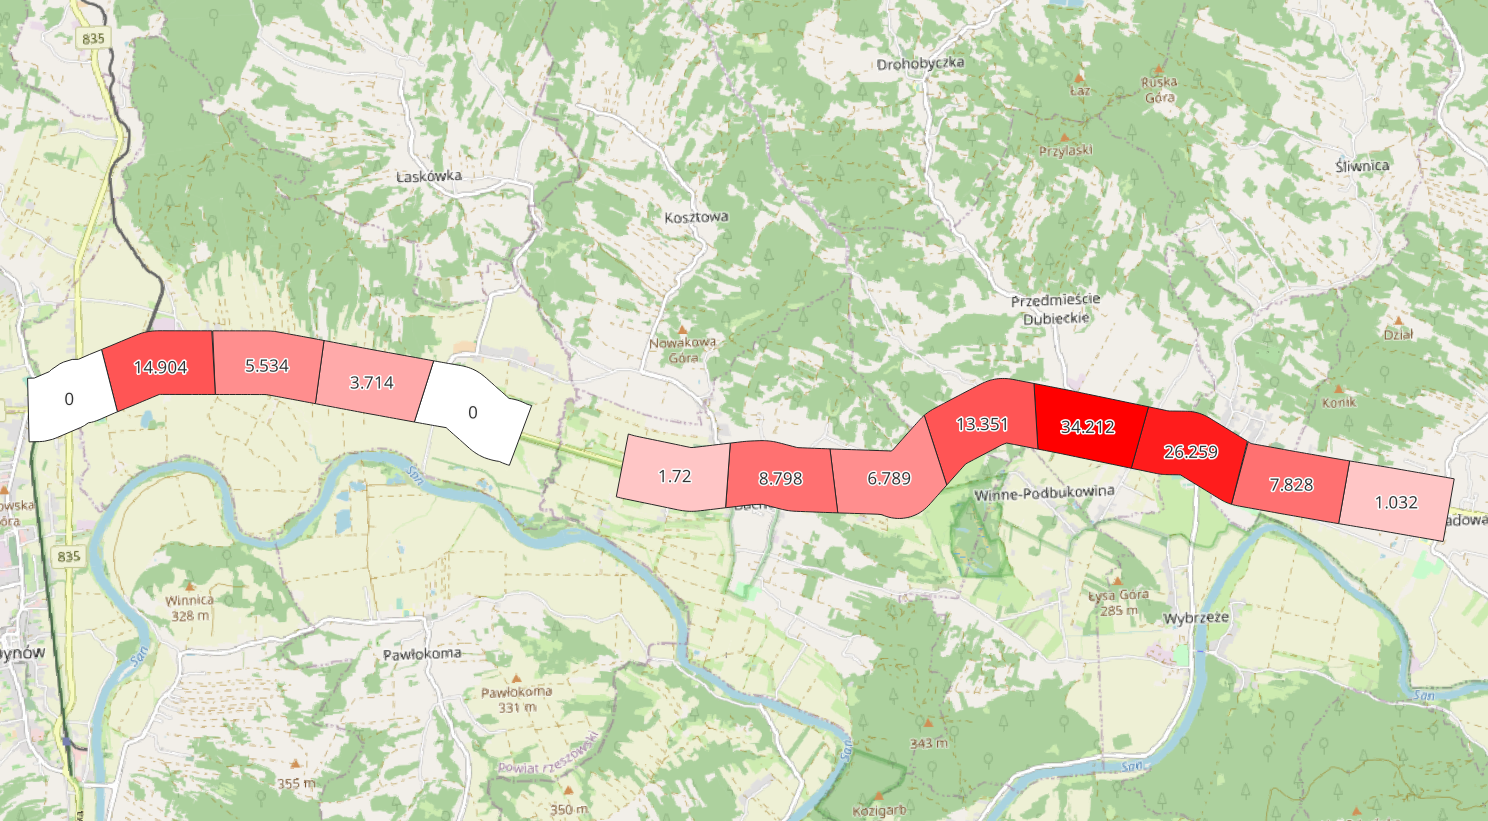 835
Drohobyczka
Łaz
Ruska
Góra
Przylaski
Śliwnica
Łaskówka
Kosztowa
Przedmieście
Dubieckie
Dział
Nowakowa
Góra
14.904
5.534
3.714
0
0
Konik
13.351
34.212
26.259
1.72
8.798
6.789
7.828
1.032
San
Winne-Podbukowina
835
Winnica
328 m
Łysa Góra
285 m
Wybrzeże
San
Pawłokoma
Pawłokoma
331 m
San
343 m
San
Powiat rzeszowski
San
355 m
350 m
Kozigarb